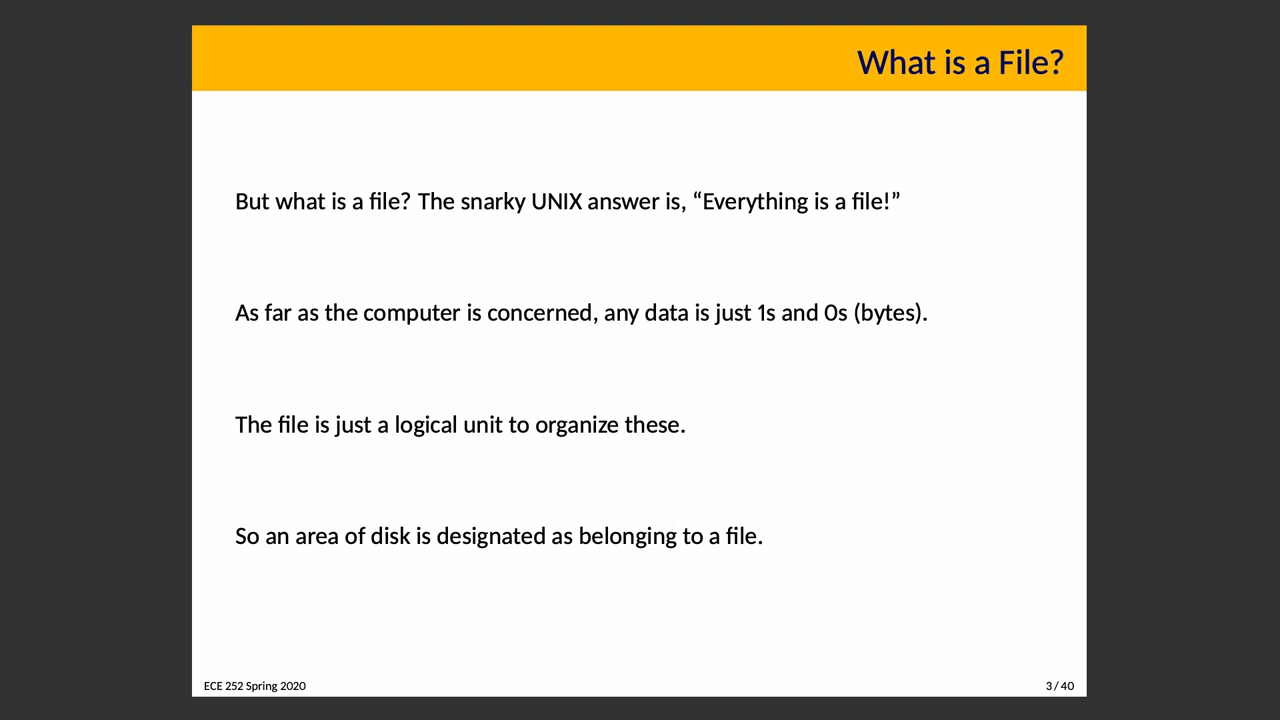 What is a File?
But what is a file? The snarky UNIX answer is, “Everything is a file!”
As far as the computer is concerned, any data is just 1s and 0s (bytes).
The file is just a logical unit to organize these.
So an area of disk is designated as belonging to a file.
ECE 252 Spring 2020
3 / 40